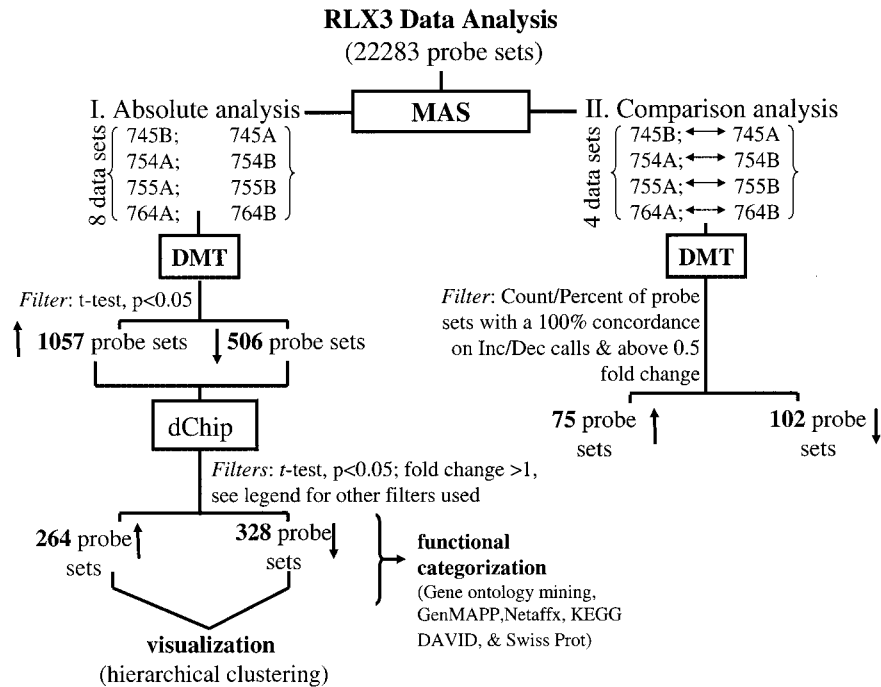 RLX3 Data Analysis
(22283 probe sets)
MAS
I. Absolute analysis
8 data sets
745B; 745A
754A; 754B
755A; 755B
764A; 764B
DMT
Filter: t-test, p<0.05
1057 probe sets 506 probe sets
dChip
Filters: t-test, p<0.05; fold change >1,
see legend for other filters used
264 probe
sets
328 probe
sets
visualization
(hierarchical clustering)
functional
categorization
(Gene ontology mining,
GenMAPP,Netaffx, KEGG
DAVID, & Swiss Prot)
II. Comparison analysis
4 data sets
745B; 745A
754A; 754B
755A; 755B
764A; 764B
DMT
Filter: Count/Percent of probe
sets with a 100% concordance
on Inc/Dec calls & above 0.5
fold change
75 probe
sets
102 probe
sets